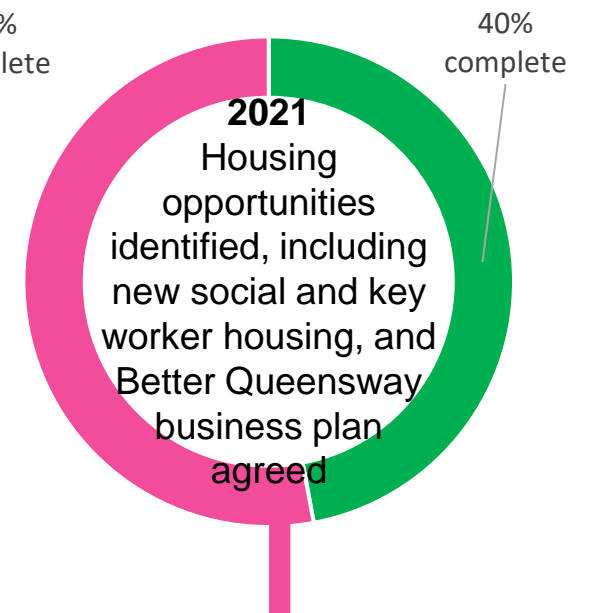 %
lete
40%
complete
2021
Housing
opportunities
identified, including
new social and key
worker housing, and
Better Queensway
business plan
agreed